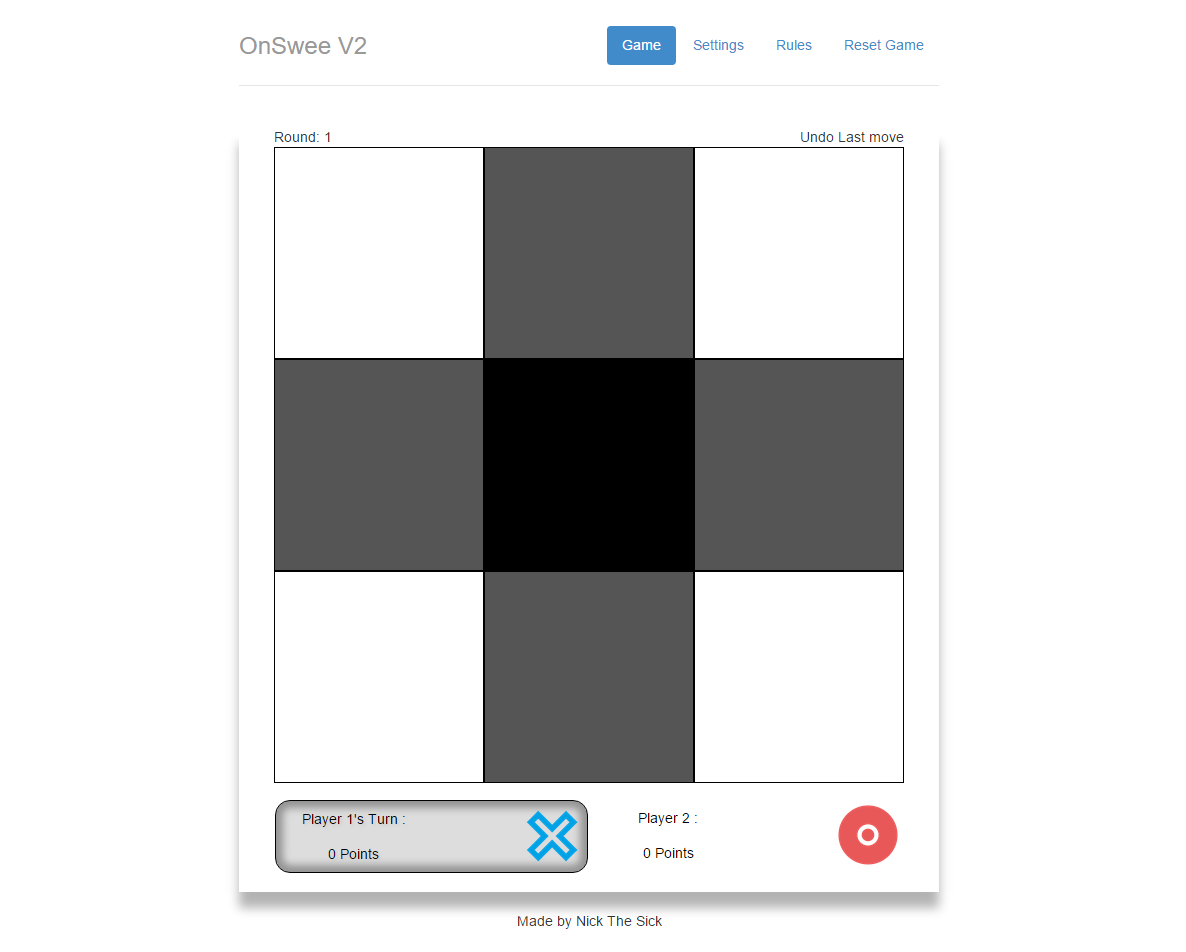 OnSwee V2
Game Settings Rules Reset Game
Round: 1
Undo Last move
Player 1's Turn :
0 Points
Player 2 :
0 Points
Made by Nick The Sick